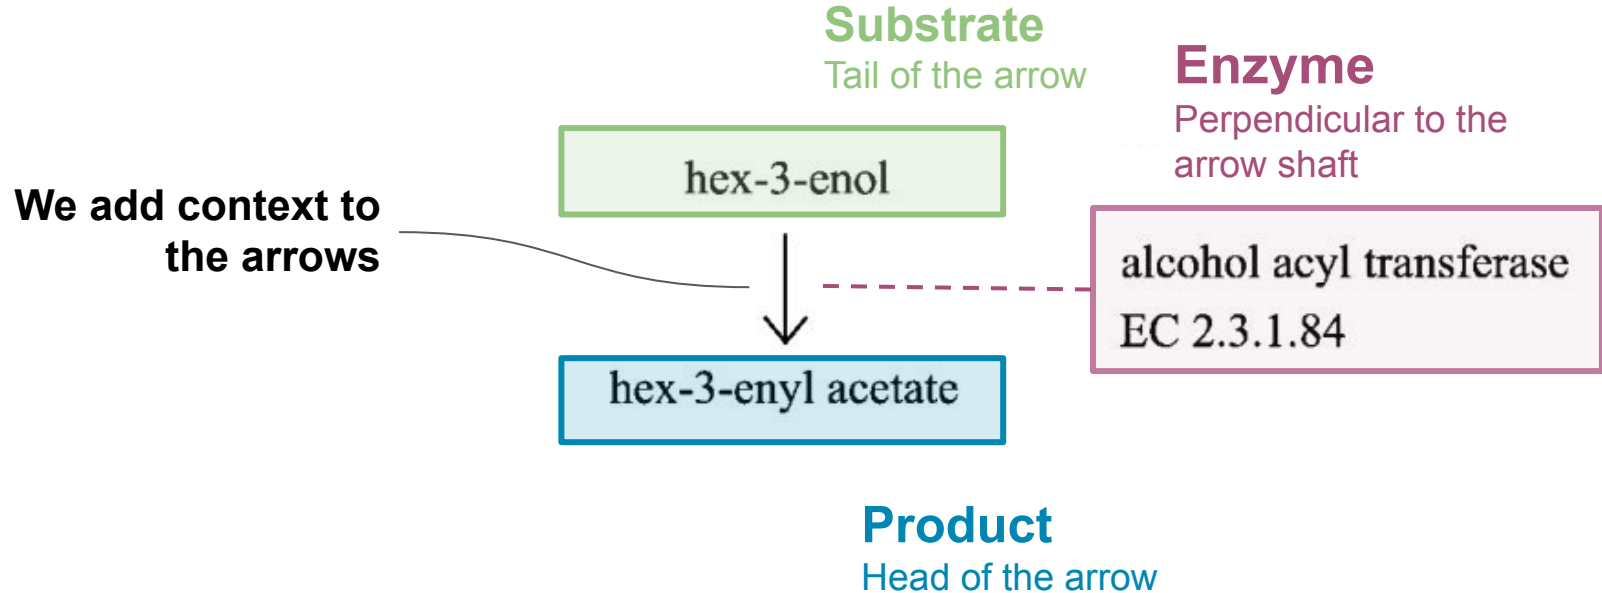 Substrate
Tail of the arrow
Enzyme
Perpendicular to the
arrow shaft
hex-3-enol
We add context to
the arrows
alcohol acyl transferase
EC 2.3.1.84
hex-3-enyl acetate
Product
Head of the arrow